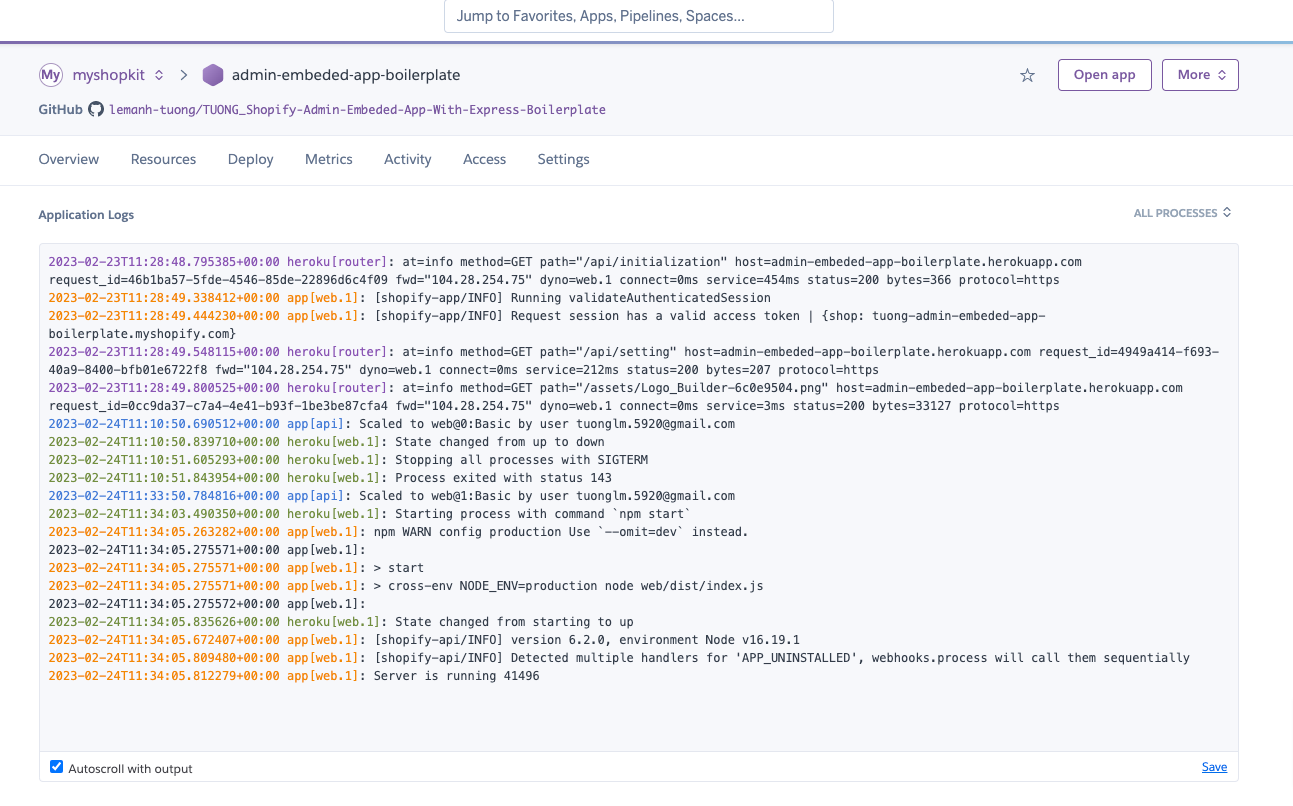 Jump to Favorites, Apps, Pipelines, Spaces...
My myshopkit > admin-embeded-app-boilerplate
Open app
More
GitHub lemanh-tuong/TUONG_Shopify-Admin-Embeded-App-With-Express-Boilerplate
Overview Resources Deploy Metrics Activity Access Settings
Application Logs
ALL PROCESSES
2023-02-23T11:28:48.795385+00:00 heroku[router]: at=info method=GET path="/api/initialization" host=admin-embeded-app-boilerplate.herokuapp.com
request_id=46b1ba57-5fde-4546-85de-22896d6c4f09 fwd="104.28.254.75" dyno=web.1 connect=0ms service=454ms status=200 bytes=366 protocol=https
2023-02-23T11:28:49.338412+00:00 app[web.1]: [shopify-app/INFO] Running validateAuthenticatedSession
2023-02-23T11:28:49.444230+00:00 app[web.1]: [shopify-app/INFO] Request session has a valid access token | {shop: tuong-admin-embeded-app-
boilerplate.myshopify.com}
2023-02-23T11:28:49.548115+00:00 heroku[router]: at=info method=GET path="/api/setting" host=admin-embeded-app-boilerplate.herokuapp.com request_id=4949a414-f693-
40a9-8400-bfb01e6722f8 fwd="104.28.254.75" dyno=web.1 connect=0ms service=212ms status=200 bytes=207 protocol=https
2023-02-23T11:28:49.800525+00:00 heroku[router]: at=info method=GET path="/assets/Logo_Builder-6c0e9504.png" host=admin-embeded-app-boilerplate.herokuapp.com
request_id=0cc9da37-c7a4-4e41-b93f-1be3be87cfa4 fwd="104.28.254.75" dyno=web.1 connect=0ms service=3ms status=200 bytes=33127 protocol=https
2023-02-24T11:10:50.690512+00:00 app[api]: Scaled to web@0:Basic by user tuonglm.5920@gmail.com
2023-02-24T11:10:50.839710+00:00 heroku[web.1]: State changed from up to down
2023-02-24T11:10:51.605293+00:00 heroku[web.1]: Stopping all processes with SIGTERM
2023-02-24T11:10:51.843954+00:00 heroku[web.1]: Process exited with status 143
2023-02-24T11:33:50.784816+00:00 app[api]: Scaled to web@1:Basic by user tuonglm.5920@gmail.com
2023-02-24T11:34:03.490350+00:00 heroku[web.1]: Starting process with command `npm start`
2023-02-24T11:34:05.263282+00:00 app[web.1]: npm WARN config production Use `--omit=dev` instead.
2023-02-24T11:34:05.275571+00:00 app[web.1]:
2023-02-24T11:34:05.275571+00:00 app[web.1]: > start
2023-02-24T11:34:05.275571+00:00 app[web.1]: > cross-env NODE_ENV=production node web/dist/index.js
2023-02-24T11:34:05.275572+00:00 app[web.1]:
2023-02-24T11:34:05.835626+00:00 heroku[web.1]: State changed from starting to up
2023-02-24T11:34:05.672407+00:00 app[web.1]: [shopify-api/INFO] version 6.2.0, environment Node v16.19.1
2023-02-24T11:34:05.809480+00:00 app[web.1]: [shopify-api/INFO] Detected multiple handlers for 'APP_UNINSTALLED', webhooks.process will call them sequentially
2023-02-24T11:34:05.812279+00:00 app[web.1]: Server is running 41496
Autoscroll with output
Save